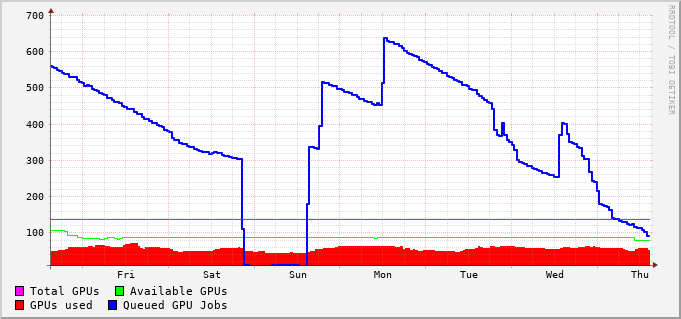 700
600
500
400
300
200
100
Fri Sat Sun Mon Tue Wed Thu
Total GPUs Available GPUs
GPUs used Queued GPU Jobs
RRDTOOL / TOBI OETIKER